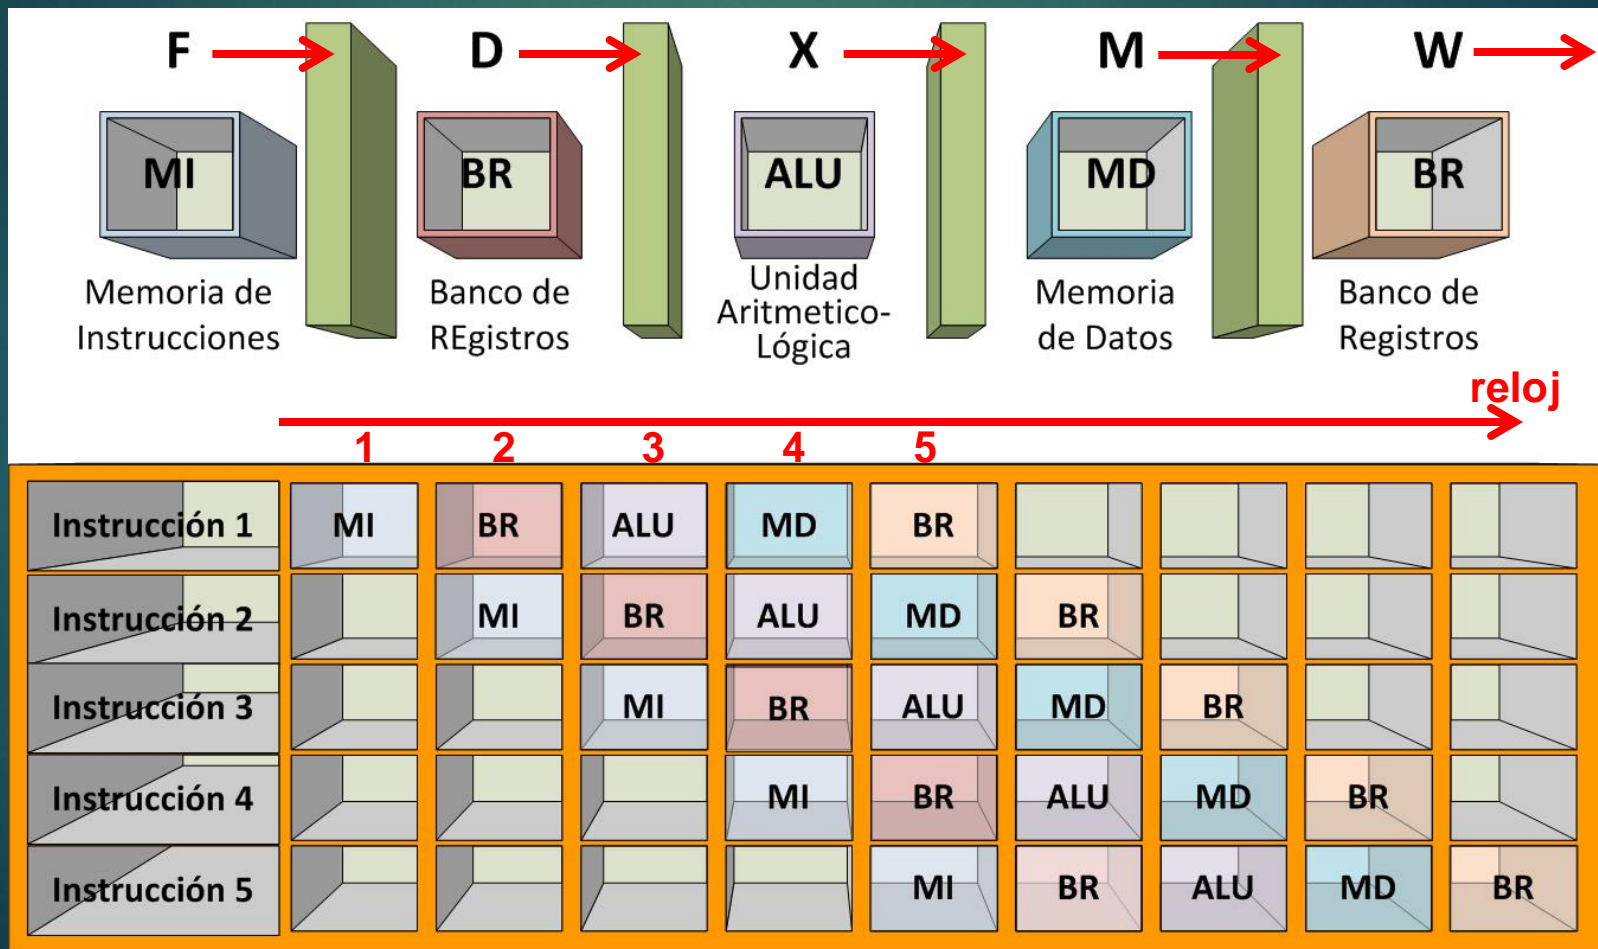 F D X M W
MI BR ALU MD BR
Memoria de
Instrucciones
Banco de
REgistros
Unidad
Aritmetico-
Lógica
Memoria
de Datos
Banco de
Registros
reloj
1 2 3 4 5
Instrucción 1 MI BR ALU MD BR
Instrucción 2 MI BR ALU MD BR
Instrucción 3 MI BR ALU MD BR
Instrucción 4 MI BR ALU MD BR
Instrucción 5 MI BR ALU MD BR